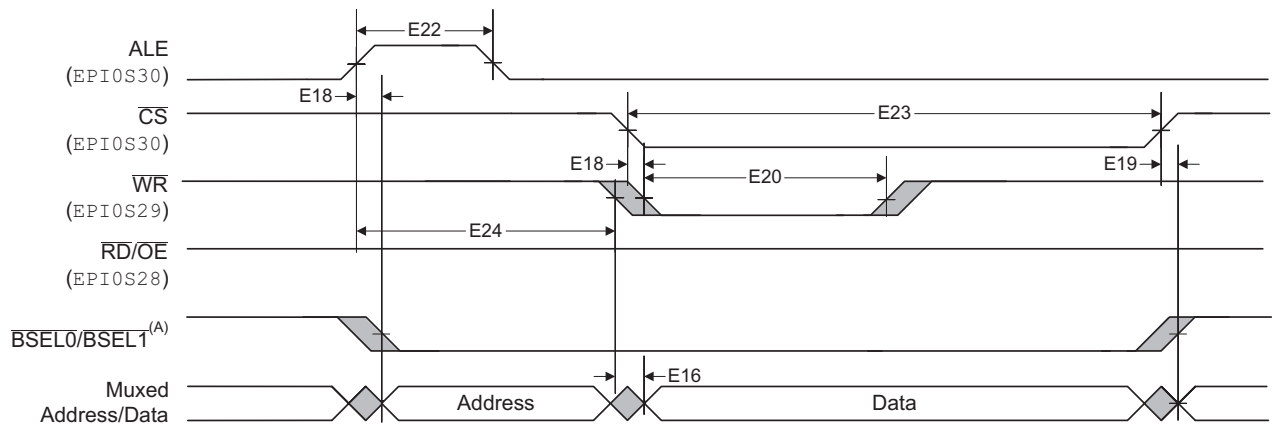 ALE
(EPI0S30)
E22
E18
CS
(EPI0S30)
E23
E18
E20
E19
WR
(EPI0S29)
E24
RD/OE
(EPI0S28)
BSEL0/BSEL1(A)
E16
Muxed
Address/Data
Address
Data